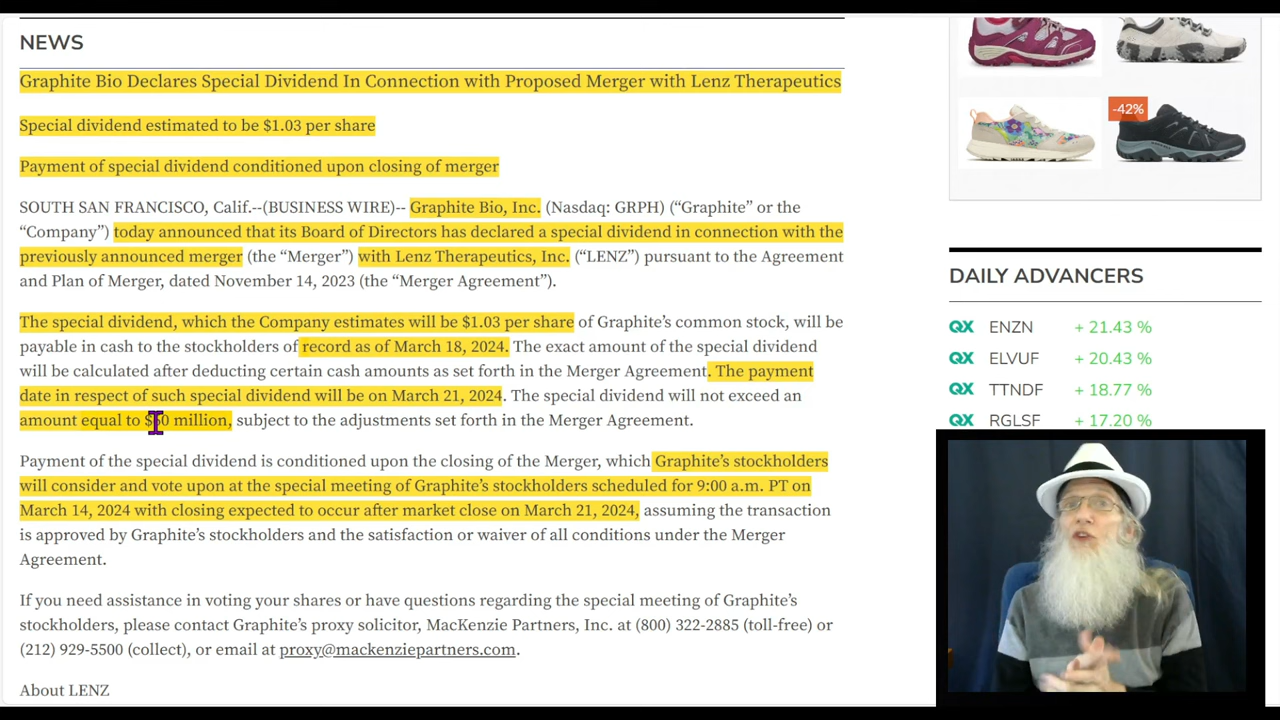 NEWS
Graphite Bio Declares Special Dividend In Connection with Proposed Merger with Lenz Therapeutics
Special dividend estimated to be $1.03 per share
Payment of special dividend conditioned upon closing of merger
SOUTH SAN FRANCISCO, Calif.--(BUSINESS WIRE)-- Graphite Bio, Inc. (Nasdaq: GRPH) (“Graphite” or the
“Company”) today announced that its Board of Directors has declared a special dividend in connection with the
previously announced merger (the “Merger”) with Lenz Therapeutics, Inc. (“LENZ”) pursuant to the Agreement
and Plan of Merger, dated November 14, 2023 (the “Merger Agreement”).
The special dividend, which the Company estimates will be $1.03 per share of Graphite’s common stock, will be
payable in cash to the stockholders of record as of March 18, 2024. The exact amount of the special dividend
will be calculated after deducting certain cash amounts as set forth in the Merger Agreement. The payment
date in respect of such special dividend will be on March 21, 2024. The special dividend will not exceed an
amount equal to million, subject to the adjustments set forth in the Merger Agreement.
Payment of the special dividend is conditioned upon the closing of the Merger, which Graphite’s stockholders
will consider and vote upon at the special meeting of Graphite’s stockholders scheduled for 9:00 a.m. PT on
March 14, 2024 with closing expected to occur after market close on March 21, 2024, assuming the transaction
is approved by Graphite’s stockholders and the satisfaction or waiver of all conditions under the Merger
Agreement.
If you need assistance in voting your shares or have questions regarding the special meeting of Graphite’s
stockholders, please contact Graphite’s proxy solicitor, MacKenzie Partners, Inc. at (800) 322-2885 (toll-free) or
(212) 929-5500 (collect), or email at proxy@mackenziepartners.com.
About LENZ
-42%
DAILY ADVANCERS
QX ENZN + 21.43 %
QX ELVUF + 20.43 %
QX TTNDF + 18.77 %
QX RGLSF + 17.20 %